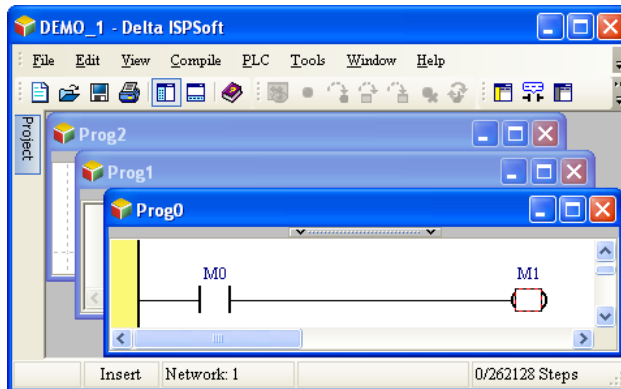 DEMO_1 - Delta ISPSoft
File Edit View Compile PLC Tools Window Help
Project
Prog2
Prog1
Prog0
M0 M1
Insert Network: 1 0/262128 Steps